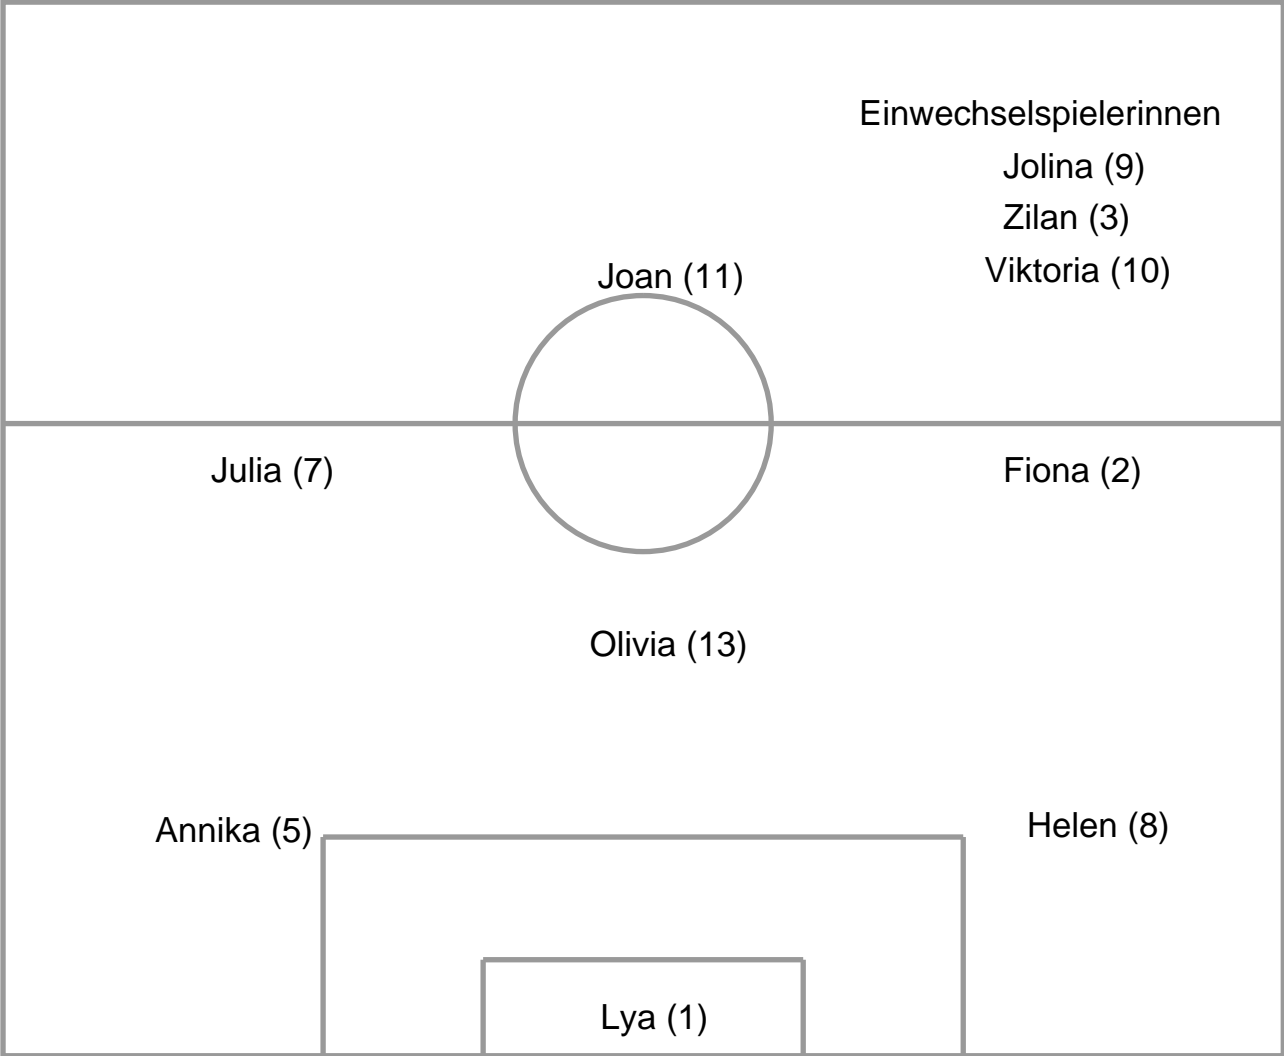 Einwechselspielerinnen
Jolina (9)
Zilan (3)
Viktoria (10)
Joan (11)
Julia (7)
Fiona (2)
Olivia (13)
Annika (5)
Helen (8)
Lya (1)